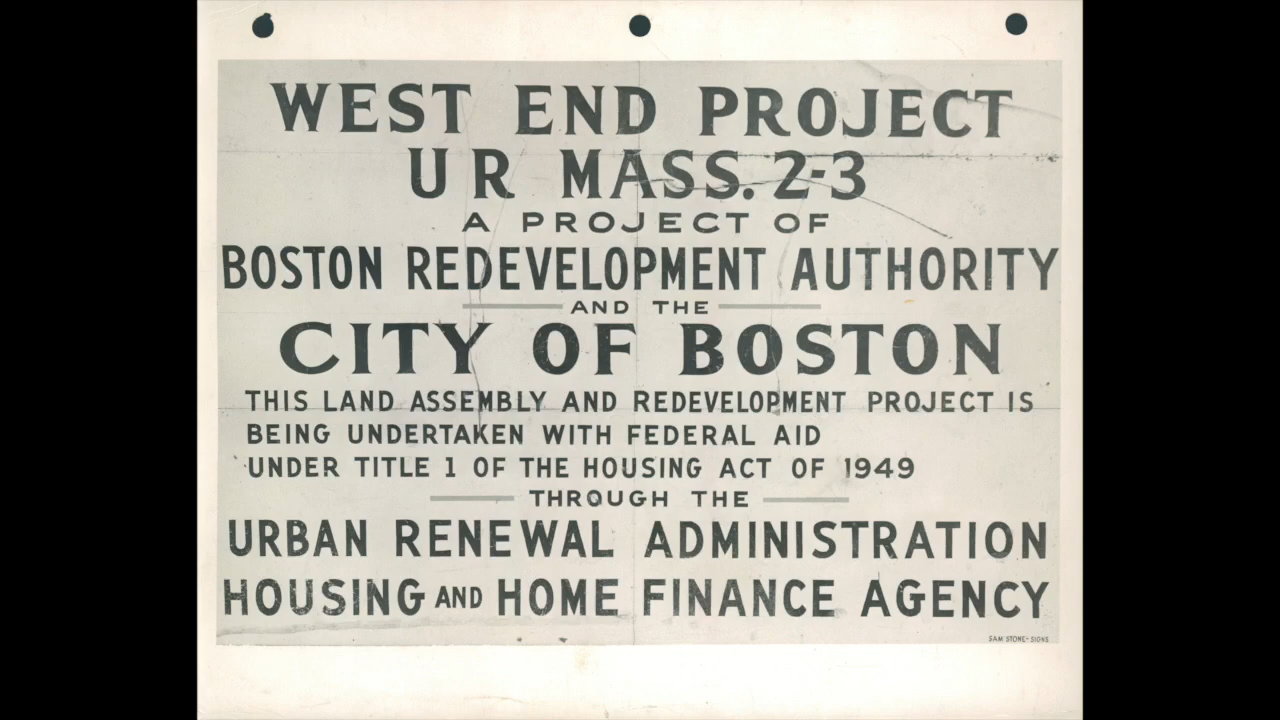 WEST END PROJECT
UR MASS. 2-3
A PROJECT OF
BOSTON REDEVELOPMENT AUTHORITY
AND THE
CITY OF BOSTON
THIS LAND ASSEMBLY AND REDEVELOPMENT PROJECT IS
BEING UNDERTAKEN WITH FEDERAL AID
UNDER TITLE 1 OF THE HOUSING ACT OF 1949
THROUGH THE
URBAN RENEWAL ADMINISTRATION
HOUSING AND HOME FINANCE AGENCY
SAM STONE-SIGNS